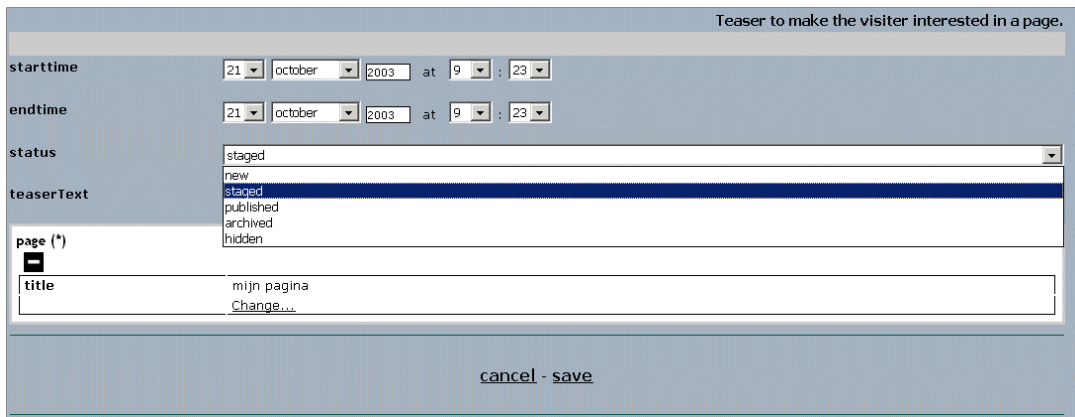 Teaser to make the visiter interested in a page.
starttime 21 october 2003 at 9 : 23
endtime 21 october 2003 at 9 : 23
status staged
new
staged
teaserText
published
archived
hidden
page (*)
title mijn pagina
Change...
cancel - save